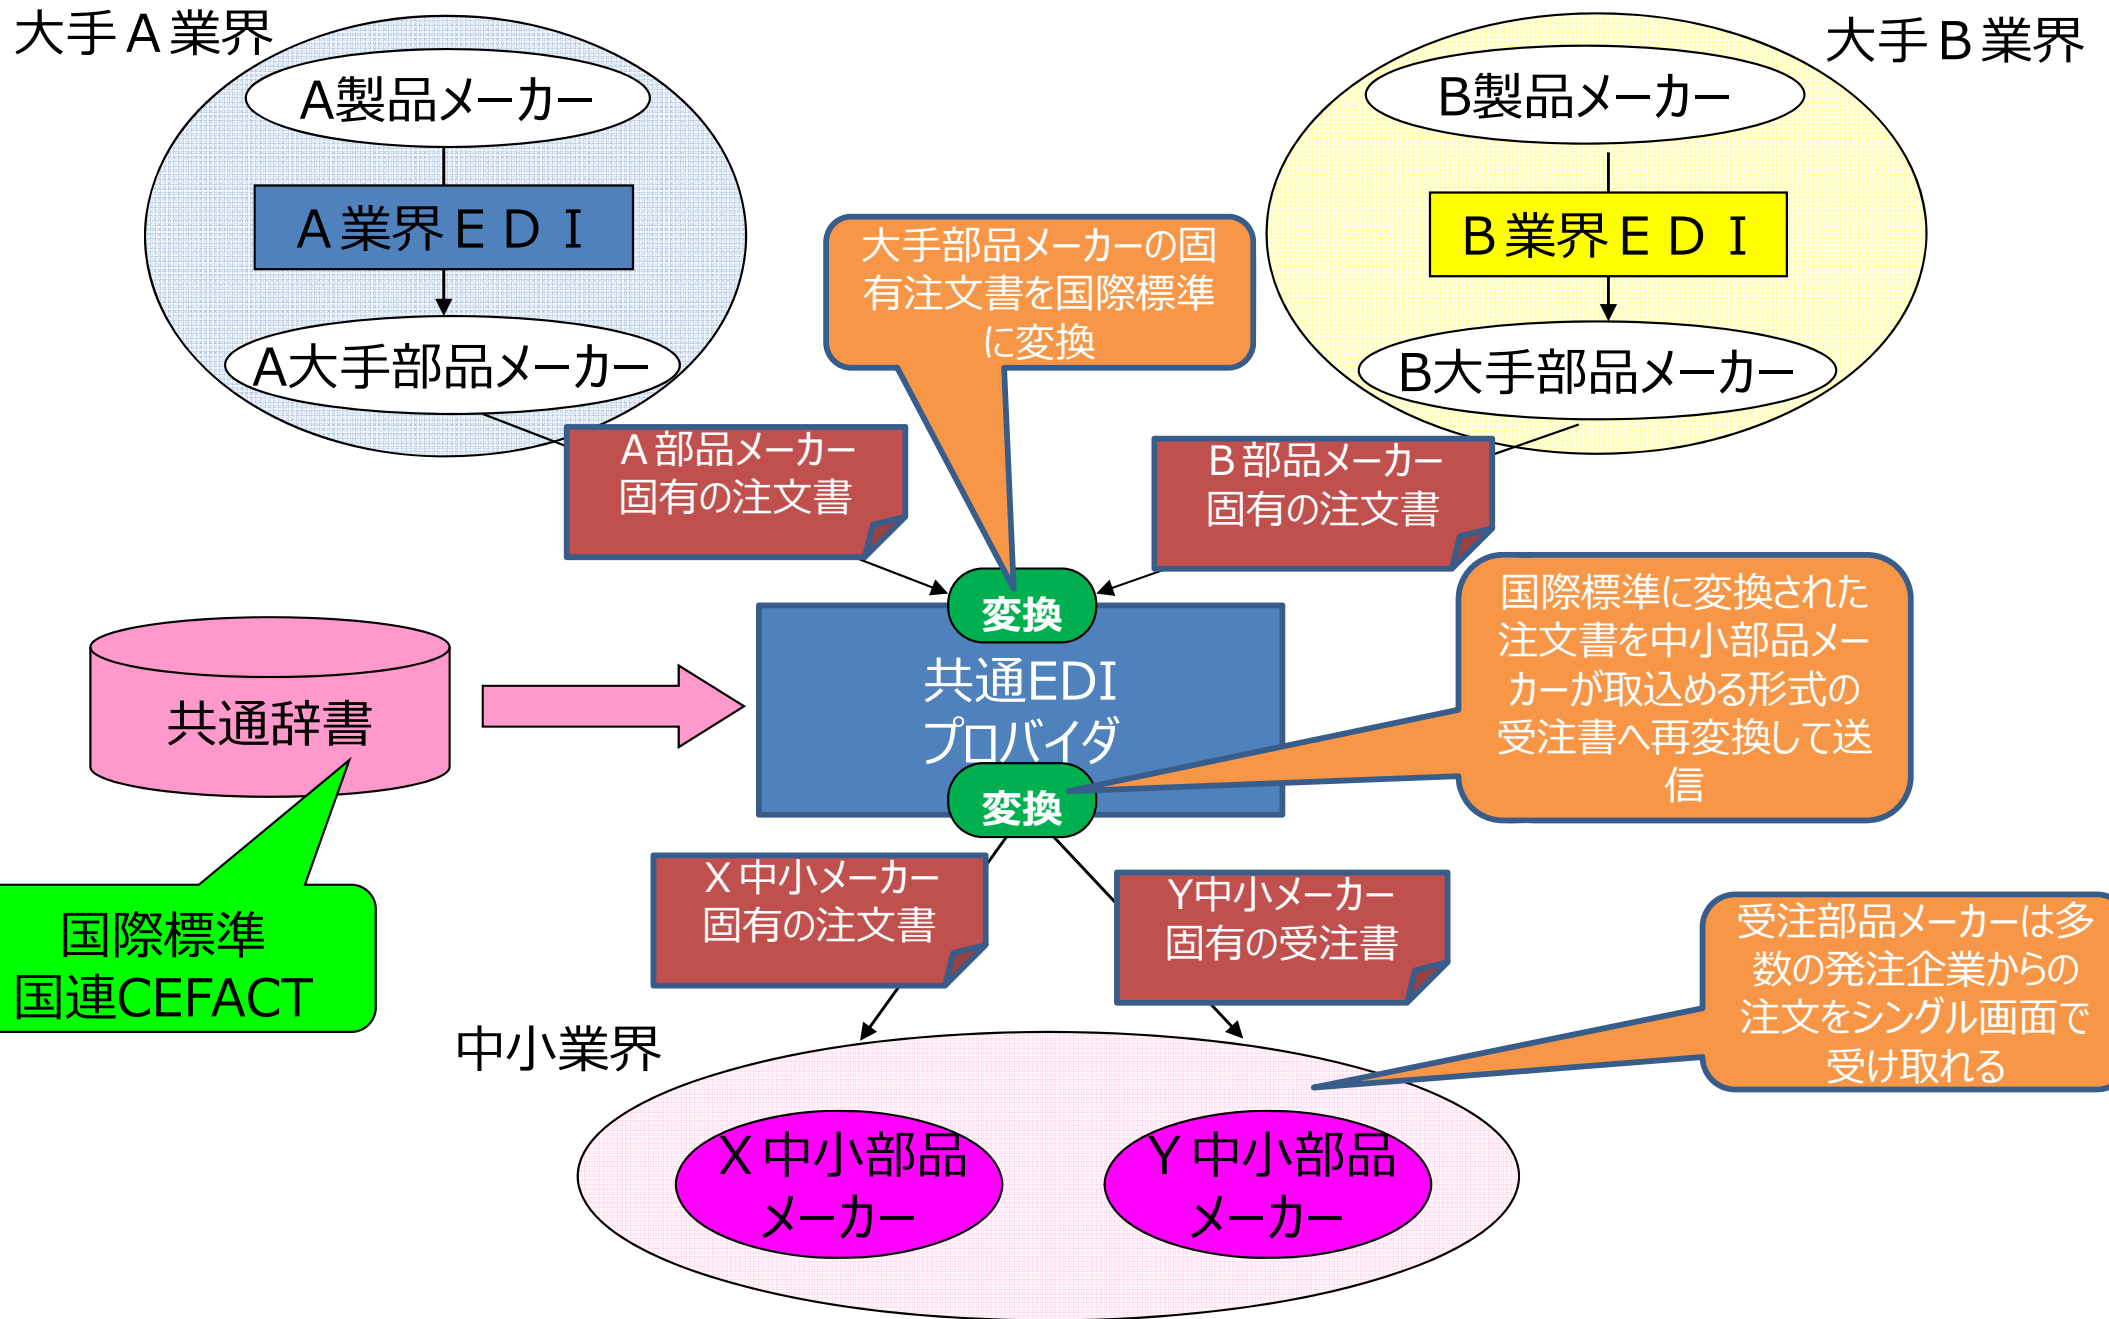 大手Ａ業界
大手Ｂ業界
A製品メーカー
B製品メーカー
Ａ業界ＥＤＩ
Ｂ業界ＥＤＩ
大手部品メーカーの固
有注文書を国際標準
に変換
A大手部品メーカー
B大手部品メーカー
Ａ部品メーカー
固有の注文書
Ｂ部品メーカー
固有の注文書
変換
国際標準に変換された
注文書を中小部品メー
カーが取込める形式の
受注書へ再変換して送
信
共通EDI
プロバイダ
共通辞書
変換
Ｘ中小メーカー
固有の注文書
Y中小メーカー
固有の受注書
国際標準
国連CEFACT
受注部品メーカーは多
数の発注企業からの
注文をシングル画面で
受け取れる
中小業界
Ｘ中小部品
メーカー
Ｙ中小部品
メーカー